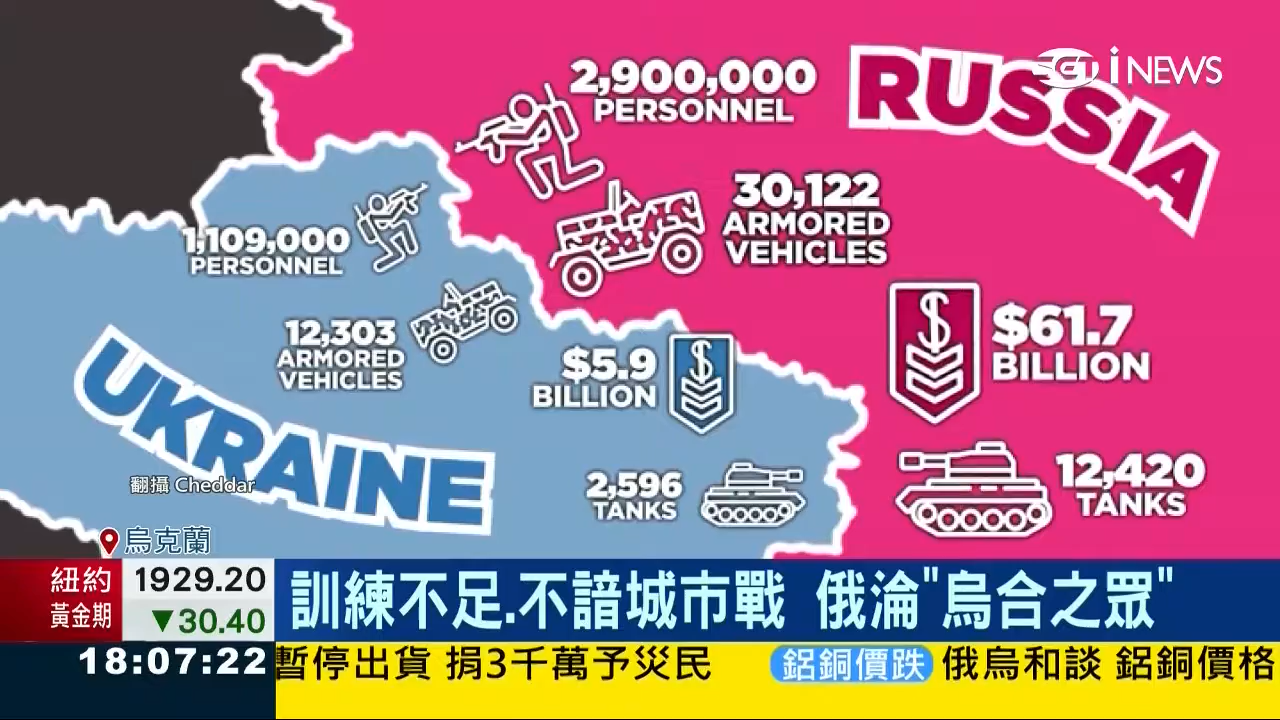 2,900,000
PERSONNEL
RUSSIA
iNEWS
30,122
ARMORED
VEHICLES
1,109,000
PERSONNEL
12,303
ARMORED
VEHICLES
$5.9
BILLION
$61.7
BILLION
UKRAINE
翻攝 Cheddar
2,596
TANKS
12,420
TANKS
烏克蘭
紐約
黃金期
1929.20
▼30.40
訓練不足.不諳城市戰 俄淪"烏合之眾"
18:07:22
暫停出貨 捐3千萬予災民 鋁銅價跌 俄烏和談 鋁銅價格